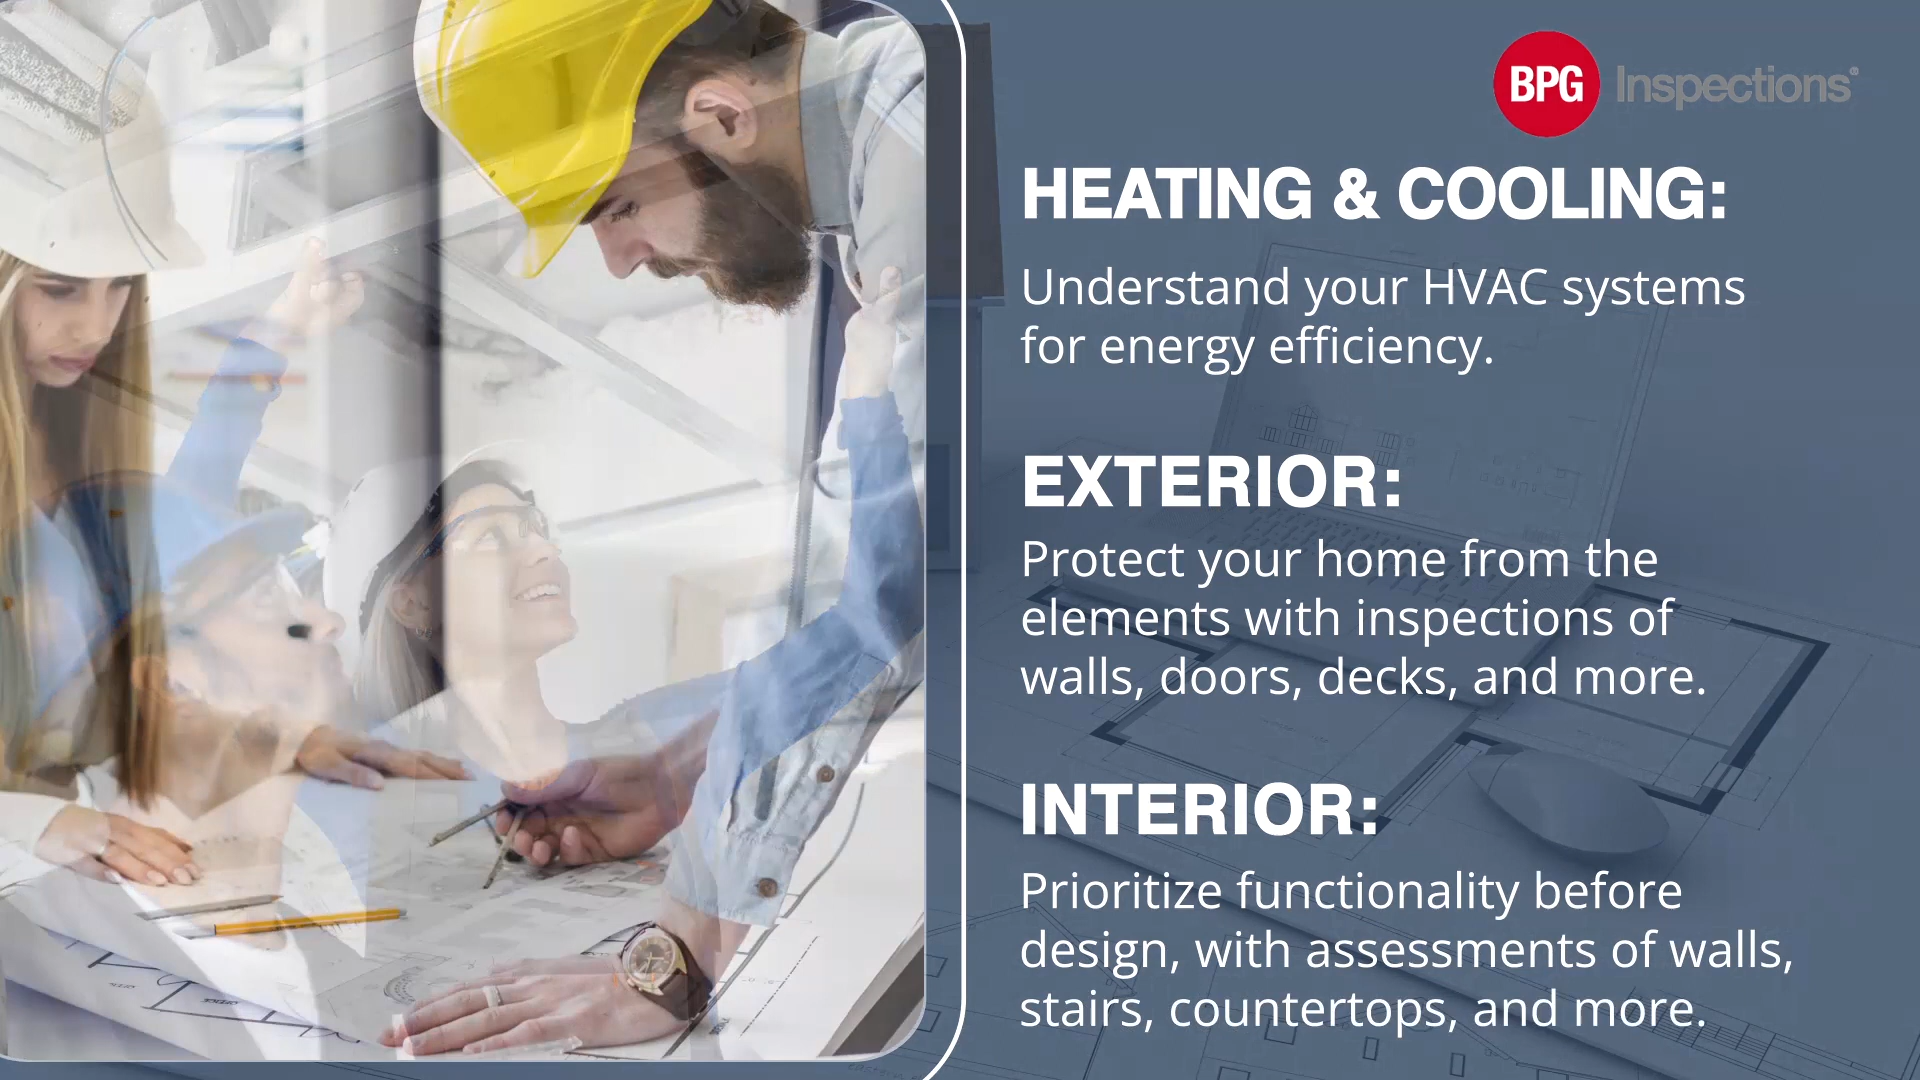 BPG Inspections®
HEATING & COOLING:
Understand your HVAC systems
for energy efficiency.
EXTERIOR:
Protect your home from the
elements with inspections of
walls, doors, decks, and more.
INTERIOR:
Prioritize functionality before
design, with assessments of walls,
stairs, countertops, and more.